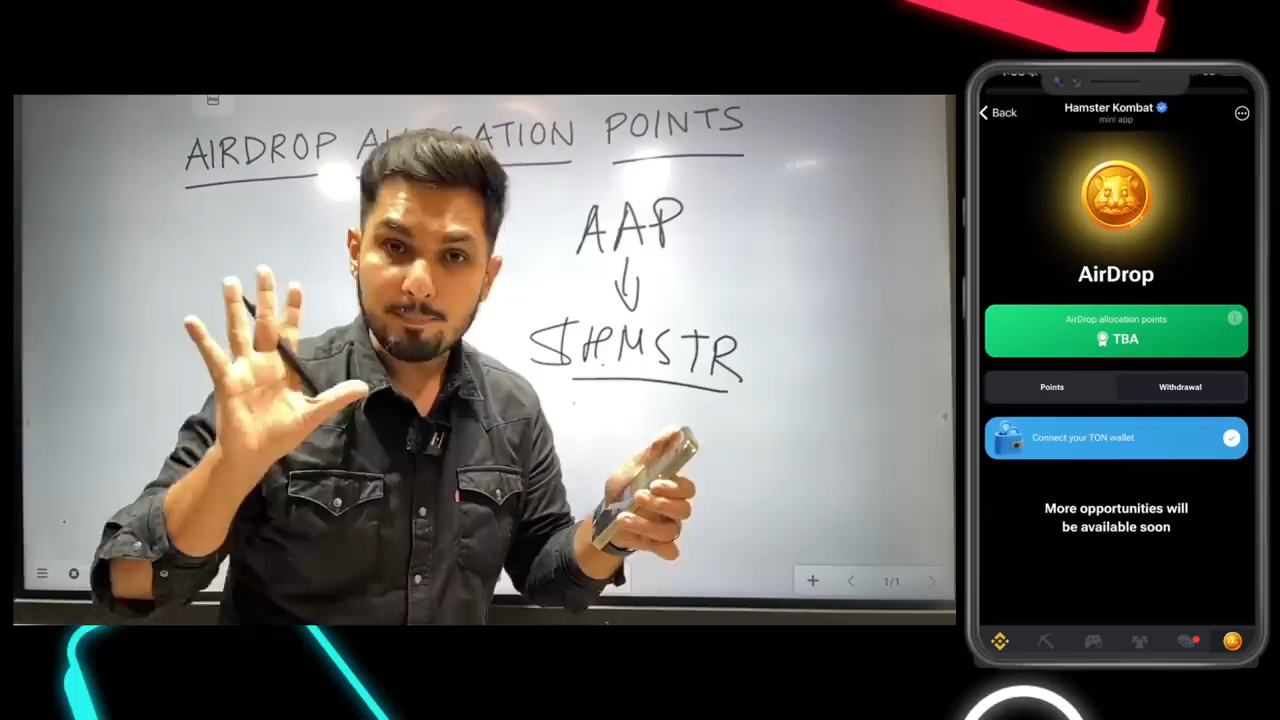 AIRDROP ALLOCATION POINTS
AAP
$HMSTR
1/1
Back
Hamster Kombat
mini app
AirDrop
AirDrop allocation points
TBA
Points
Withdrawal
Connect your TON wallet
More opportunities will
be available soon